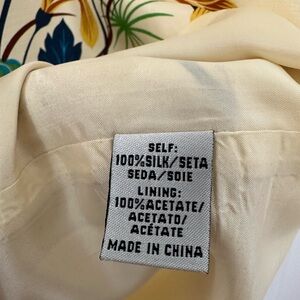 SELF:
100%SILK/SETA
SEDA/SOIE
LINING:
100%ACETATE/
ACETATO/
ACÉTATE
MADE IN CHINA